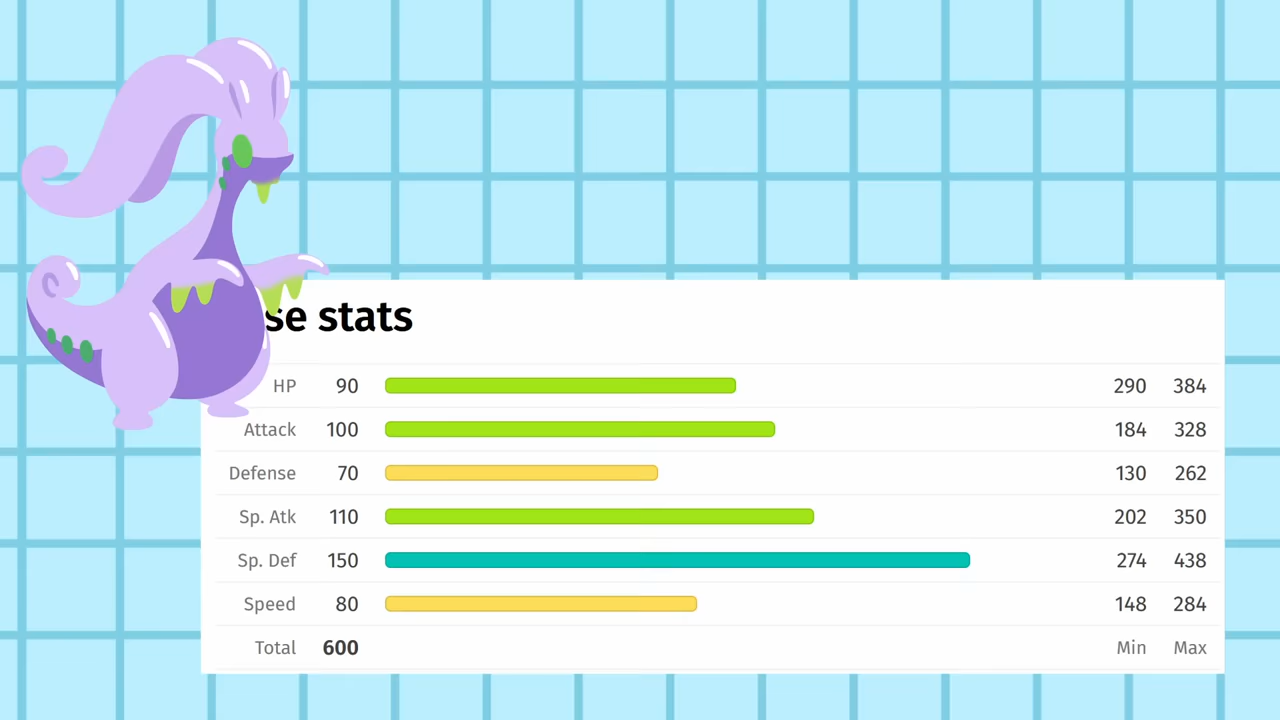 se stats
HP 90 290 384
Attack 100 184 328
Defense 70 130 262
Sp. Atk 110 202 350
Sp. Def 150 274 438
Speed 80 148 284
Total 600 Min Max